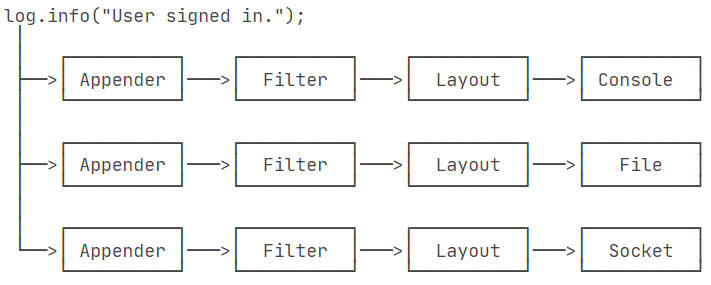 log.info("User signed in.");
Appender Filter Layout Console
Appender Filter Layout File
Appender Filter Layout Socket